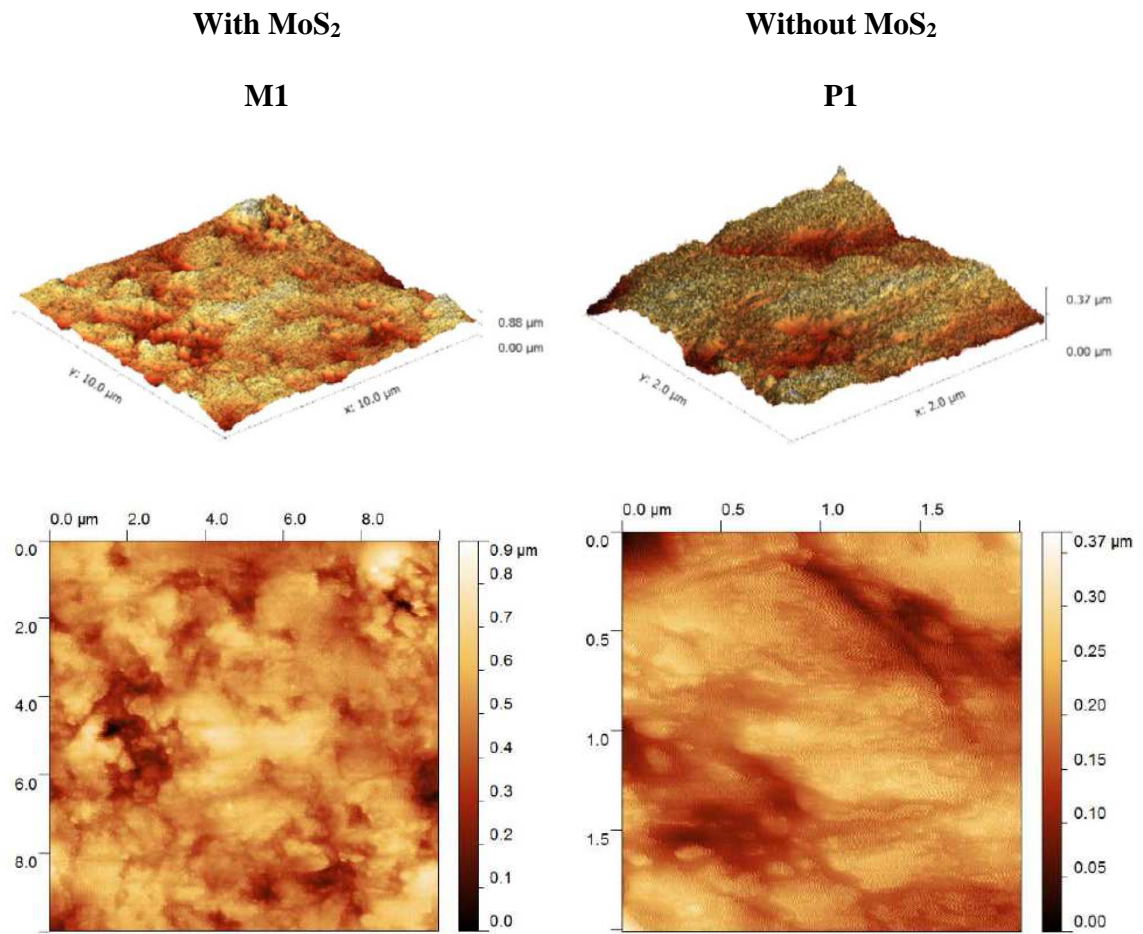 With MoS₂
Without MoS₂
M1
P1
0.88 µm
0.00 µm
y: 10.0 µm
x: 10.0 µm
0.37 µm
0.00 µm
y: 2.0 µm
x: 2.0 µm
0.0 µm 2.0 4.0 6.0 8.0
0.0
2.0
4.0
6.0
8.0
0.9 µm
0.8
0.7
0.6
0.5
0.4
0.3
0.2
0.1
0.0
0.0 µm 0.5 1.0 1.5
0.0
0.5
1.0
1.5
0.37 µm
0.30
0.25
0.20
0.15
0.10
0.05
0.00